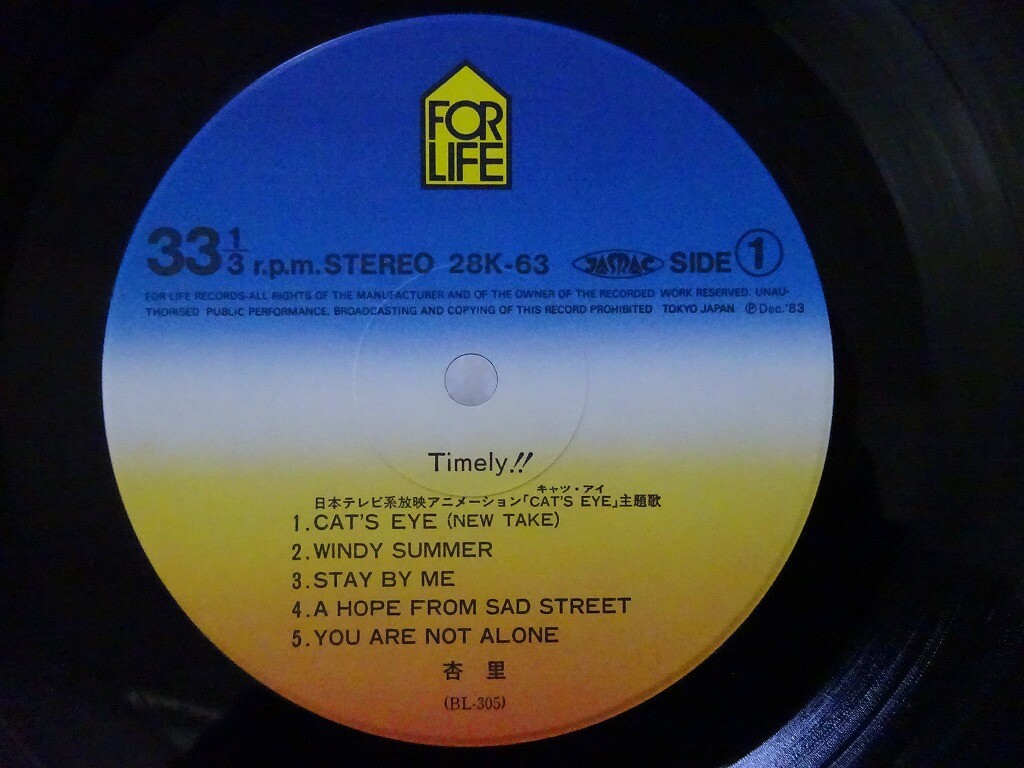 FOR
LIFE
33 1/3 r.p.m. STEREO 28K-63 JASRAC SIDE 1
FOR LIFE RECORDS-ALL RIGHTS OF THE MANUFACTURER AND OF THE OWNER OF THE RECORDED WORK RESERVED. UNAU-
THORISED PUBLIC PERFORMANCE, BROADCASTING AND COPYING OF THIS RECORD PROHIBITED TOKYO JAPAN ℗Dec.'83
Timely!!
キャッツ・アイ
日本テレビ系放映アニメーション「CAT'S EYE」主題歌
1. CAT'S EYE (NEW TAKE)
2. WINDY SUMMER
3. STAY BY ME
4. A HOPE FROM SAD STREET
5. YOU ARE NOT ALONE
杏 里
(BL-305)